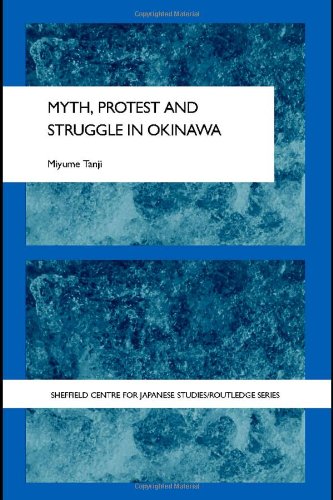 MYTH, PROTEST AND
STRUGGLE IN OKINAWA
Miyume Tanji
SHEFFIELD CENTRE FOR JAPANESE STUDIES/ROUTLEDGE SERIES